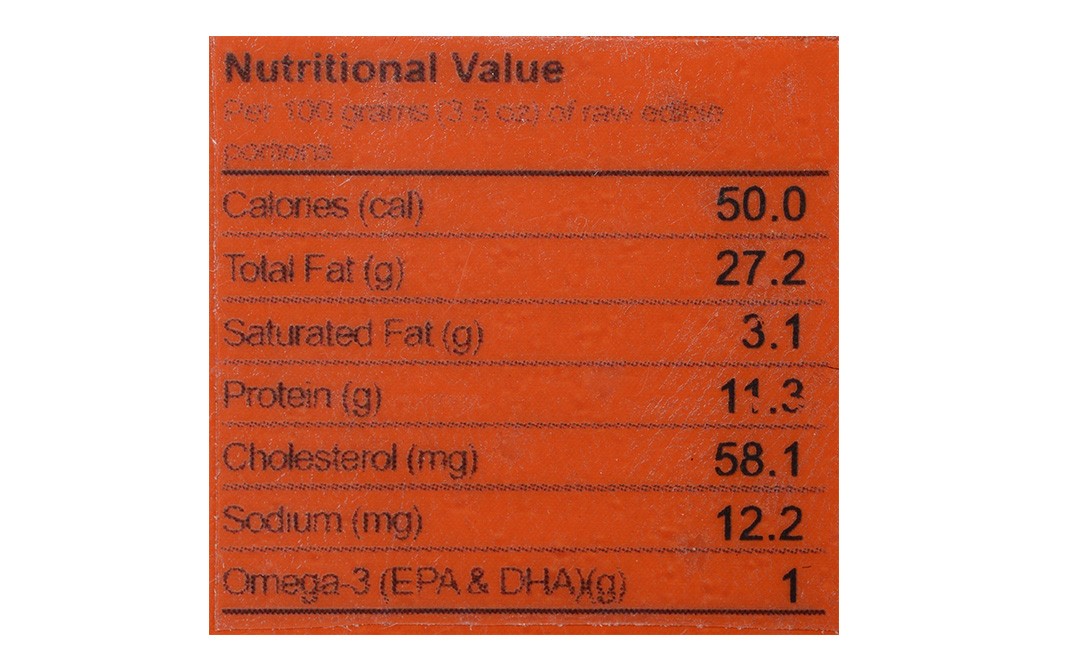 Nutritional Value
Per 100 grams (3.5 oz) of raw edible
portions
Calories (cal) 50.0
Total Fat (g) 27.2
Saturated Fat (g) 3.1
Protein (g) 11.3
Cholesterol (mg) 58.1
Sodium (mg) 12.2
Omega-3 (EPA & DHA)(g) 1